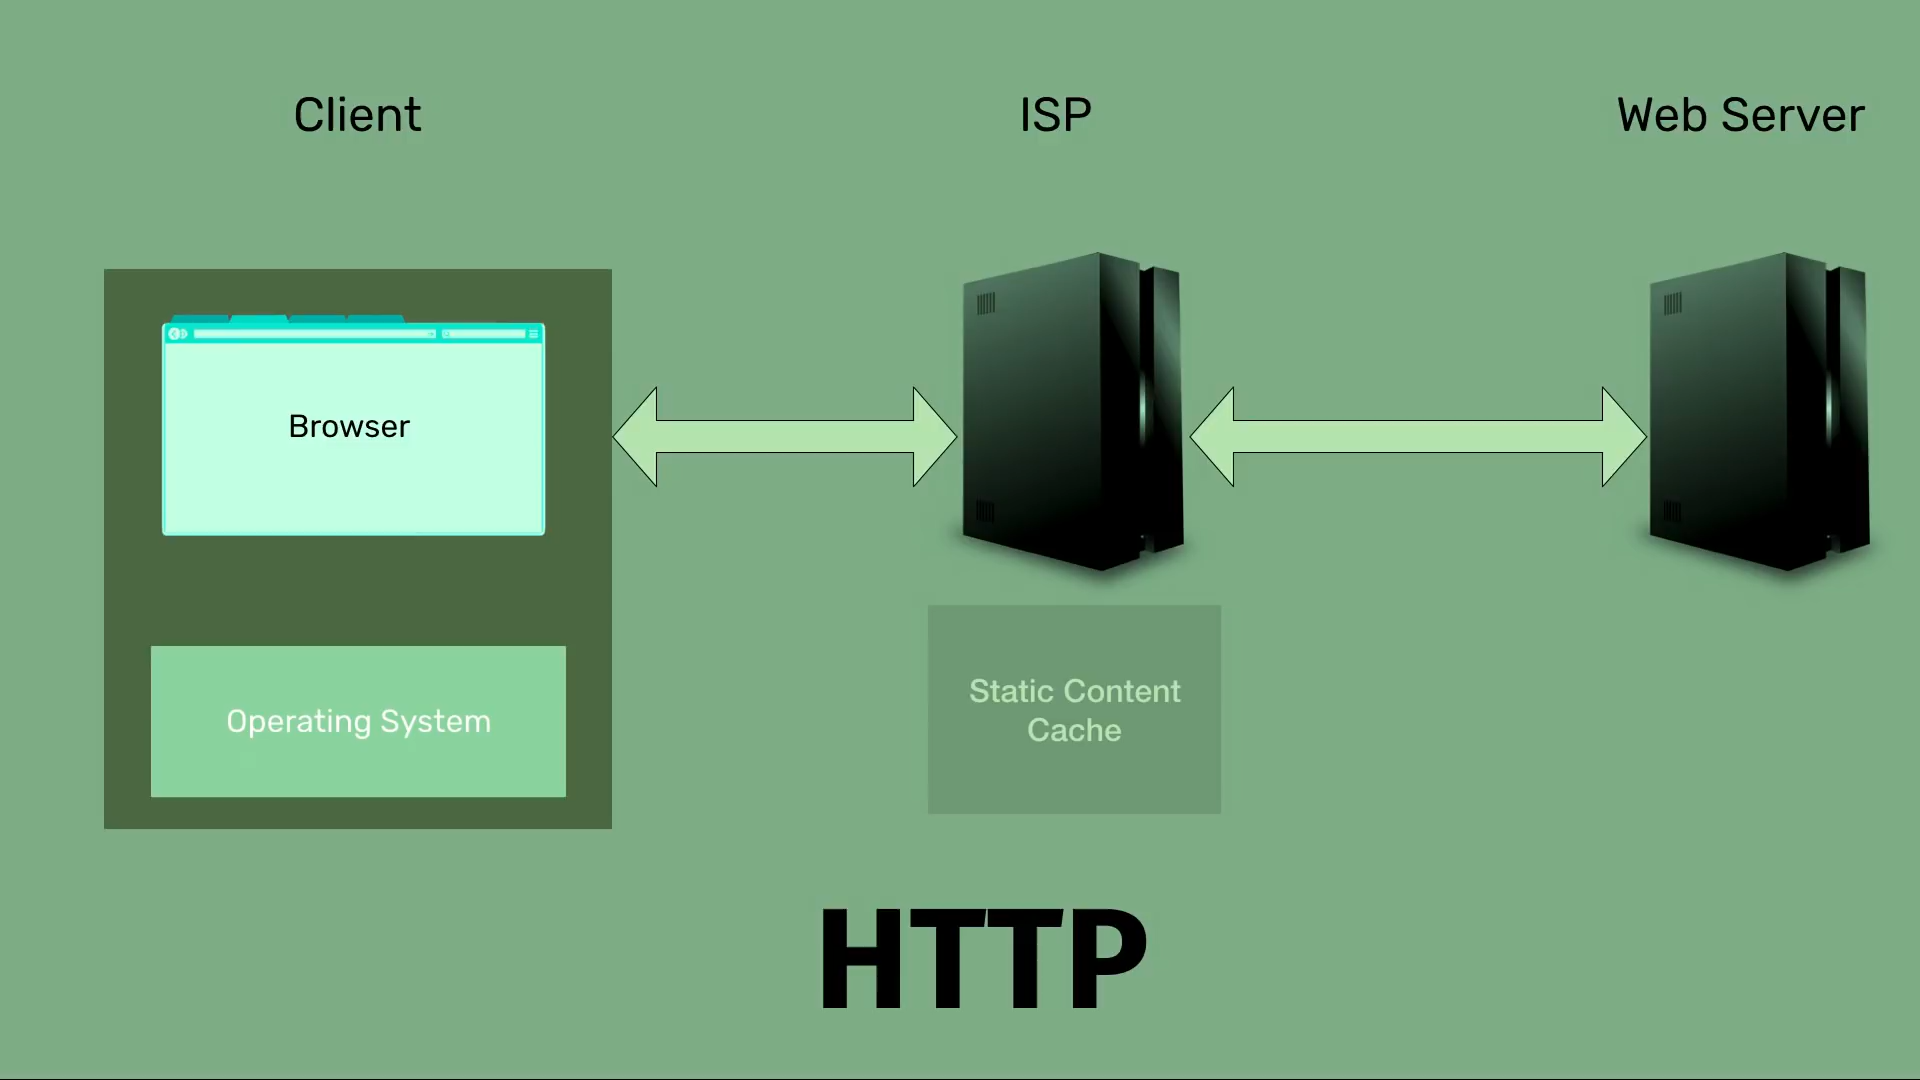 Client
ISP
Web Server
Browser
Operating System
Static Content
Cache
HTTP